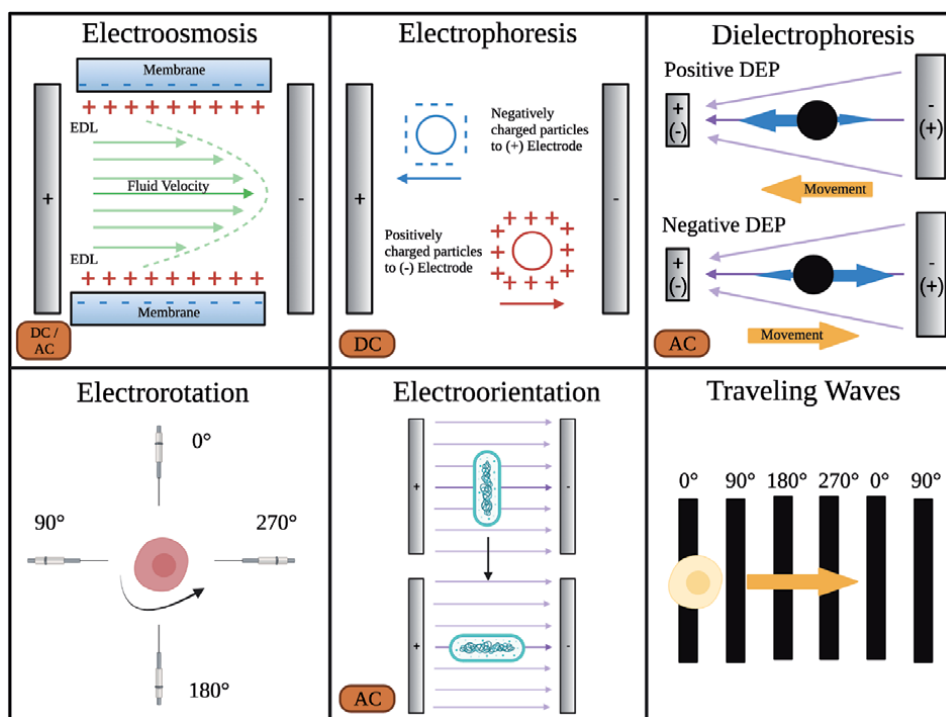 Electroosmosis
Membrane
- - - - - - - - - - - -
+ + + + + + + + +
EDL
Fluid Velocity
+
-
EDL
+ + + + + + + + +
- - - - - - - - - - - -
Membrane
DC /
AC
Electrophoresis
+
-
Negatively
charged particles
to (+) Electrode
Positively
charged particles
to (-) Electrode
DC
Dielectrophoresis
Positive DEP
+
(-)
-
(+)
Movement
Negative DEP
+
(-)
-
(+)
Movement
AC
Electrorotation
0°
90°
270°
180°
Electroorientation
+
-
+
-
AC
Traveling Waves
0° 90° 180° 270° 0° 90°